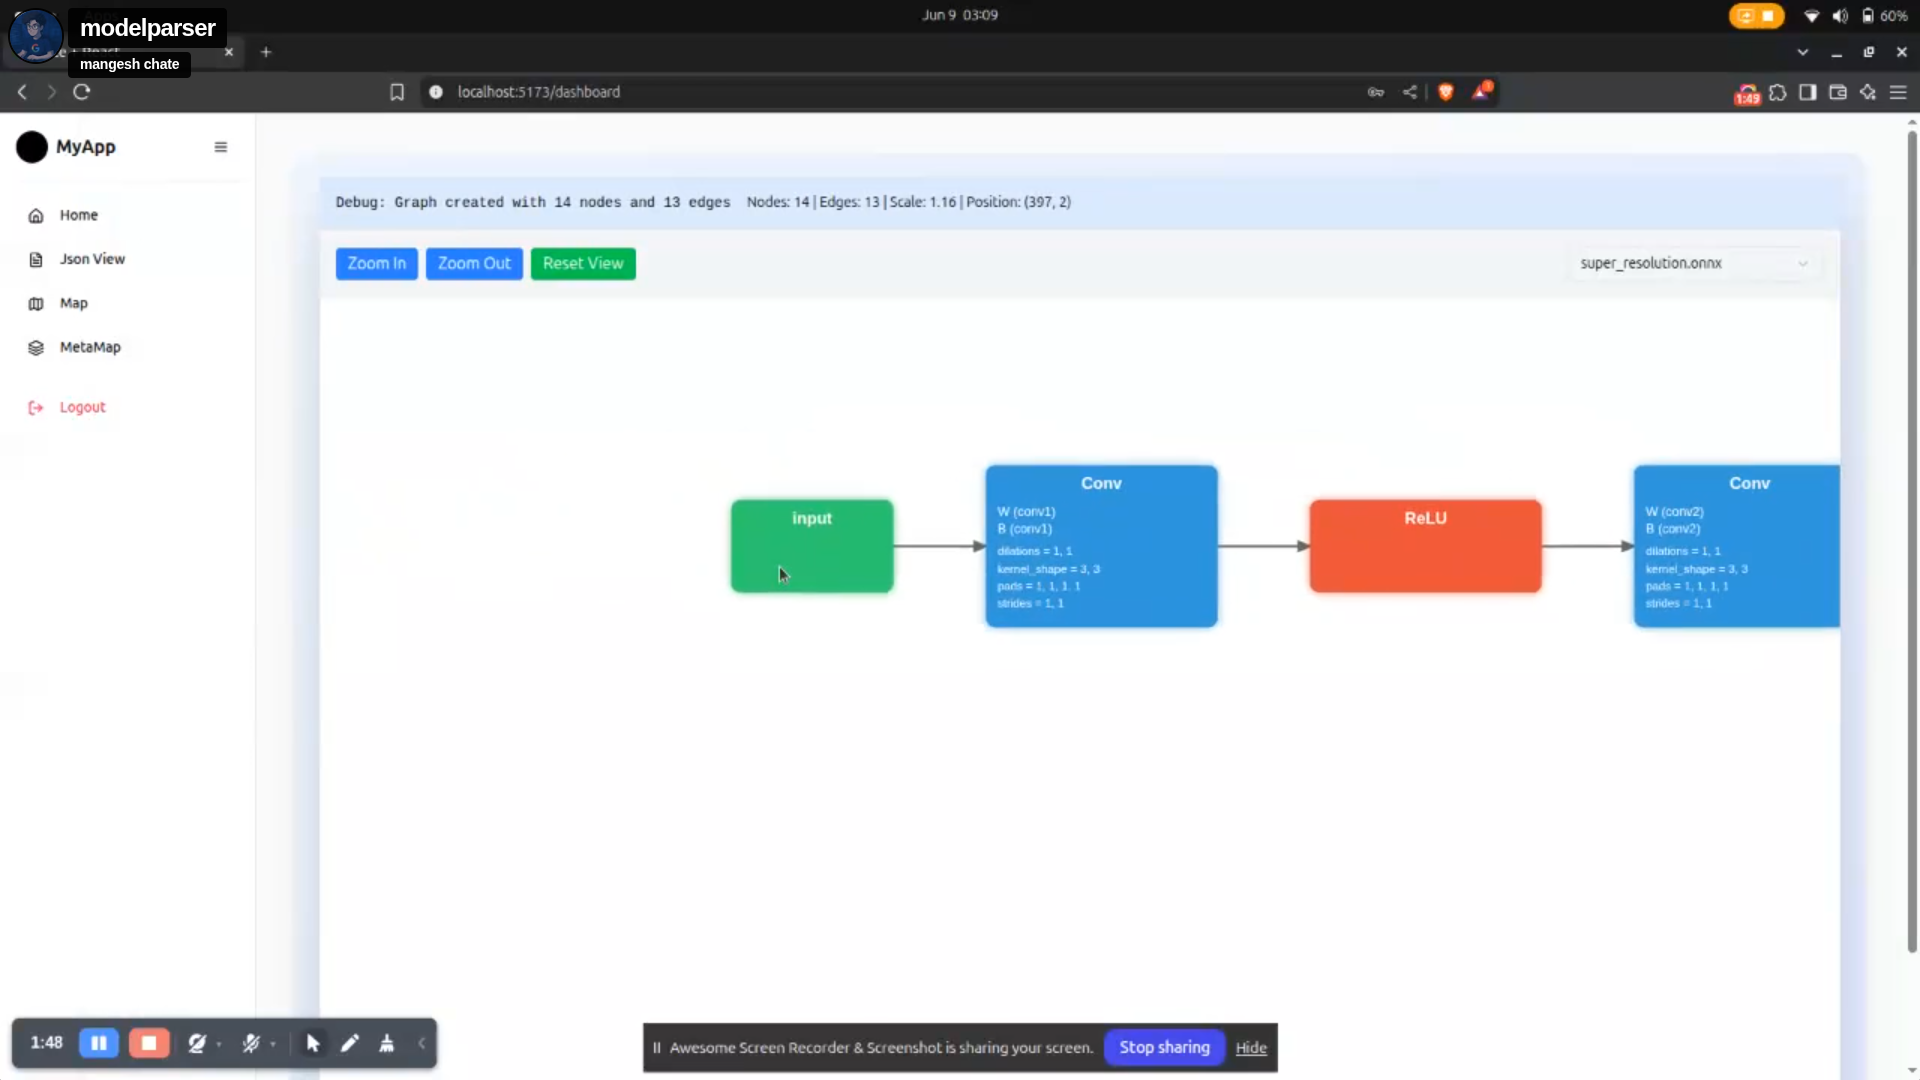 modelparser
mangesh chate
Jun 9 03:09
60%
localhost:5173/dashboard
1:49
MyApp
Home
Json View
Map
MetaMap
Logout
Debug: Graph created with 14 nodes and 13 edges Nodes: 14 | Edges: 13 | Scale: 1.16 | Position: (397, 2)
Zoom In
Zoom Out
Reset View
super_resolution.onnx
input
Conv
W (conv1)
B (conv1)
dilations = 1, 1
kernel_shape = 3, 3
pads = 1, 1, 1, 1
strides = 1, 1
ReLU
Conv
W (conv2)
B (conv2)
dilations = 1, 1
kernel_shape = 3, 3
pads = 1, 1, 1, 1
strides = 1, 1
1:48
Awesome Screen Recorder & Screenshot is sharing your screen.
Stop sharing
Hide